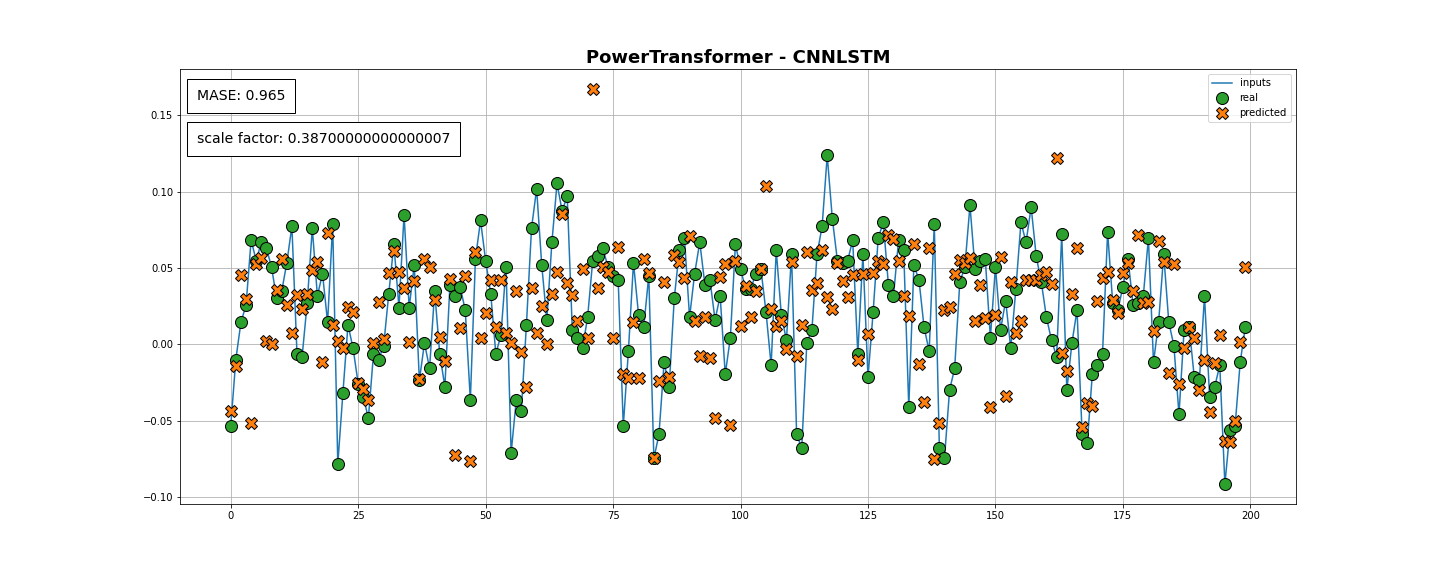 PowerTransformer - CNNLSTM
MASE: 0.965
scale factor: 0.38700000000000007
inputs
real
predicted
0.15
0.10
0.05
0.00
−0.05
−0.10
0 25 50 75 100 125 150 175 200